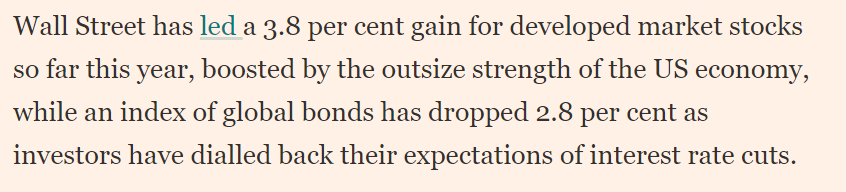 Wall Street has led a 3.8 per cent gain for developed market stocks
so far this year, boosted by the outsize strength of the US economy,
while an index of global bonds has dropped 2.8 per cent as
investors have dialled back their expectations of interest rate cuts.